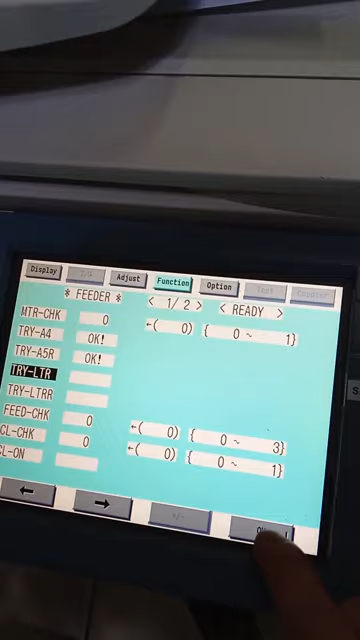 Display I/O Adjust Function Option Test Counter
* FEEDER * < 1/ 2 > < READY >
MTR-CHK 0 ←( 0) { 0 ~ 1}
TRY-A4 OK!
TRY-A5R OK!
TRY-LTR
TRY-LTRR
FEED-CHK 0 ←( 0) { 0 ~ 3}
CL-CHK 0 ←( 0) { 0 ~ 1}
CL-ON
← → +/-
S